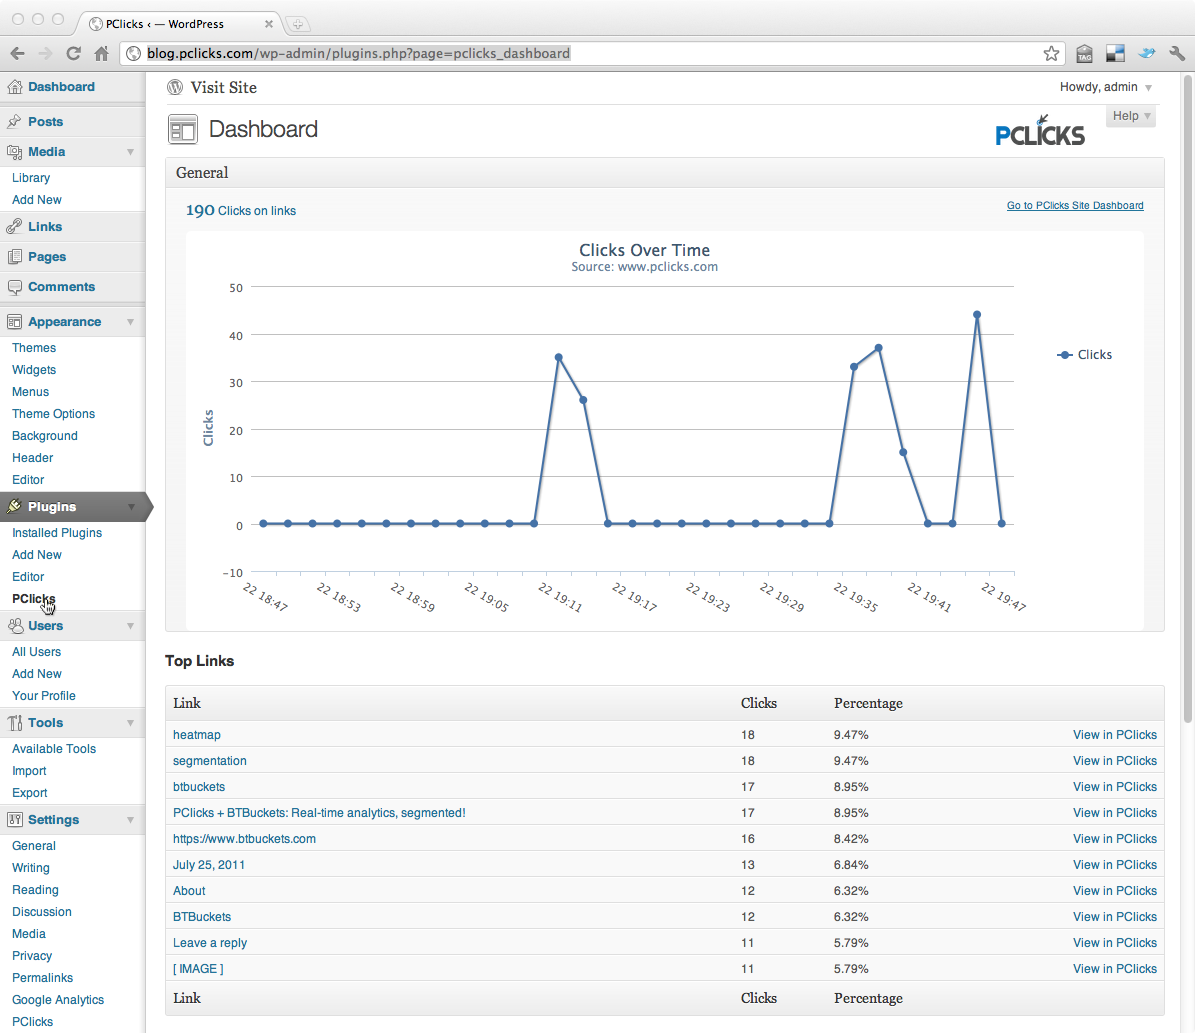 PClicks ‹ — WordPress
blog.pclicks.com/wp-admin/plugins.php?page=pclicks_dashboard
TAG
Dashboard
Posts
Media
Library
Add New
Links
Pages
Comments
Appearance
Themes
Widgets
Menus
Theme Options
Background
Header
Editor
Plugins
Installed Plugins
Add New
Editor
PClicks
Users
All Users
Add New
Your Profile
Tools
Available Tools
Import
Export
Settings
General
Writing
Reading
Discussion
Media
Privacy
Permalinks
Google Analytics
PClicks
Visit Site
Howdy, admin
Help
Dashboard
PCLICKS
General
190 Clicks on links
Go to PClicks Site Dashboard
Clicks Over Time
Source: www.pclicks.com
50
40
30
20
10
0
−10
Clicks
Clicks
22 18:47
22 18:53
22 18:59
22 19:05
22 19:11
22 19:17
22 19:23
22 19:29
22 19:35
22 19:41
22 19:47
Top Links
Link Clicks Percentage
heatmap 18 9.47% View in PClicks
segmentation 18 9.47% View in PClicks
btbuckets 17 8.95% View in PClicks
PClicks + BTBuckets: Real-time analytics, segmented! 17 8.95% View in PClicks
https://www.btbuckets.com 16 8.42% View in PClicks
July 25, 2011 13 6.84% View in PClicks
About 12 6.32% View in PClicks
BTBuckets 12 6.32% View in PClicks
Leave a reply 11 5.79% View in PClicks
[ IMAGE ] 11 5.79% View in PClicks
Link Clicks Percentage